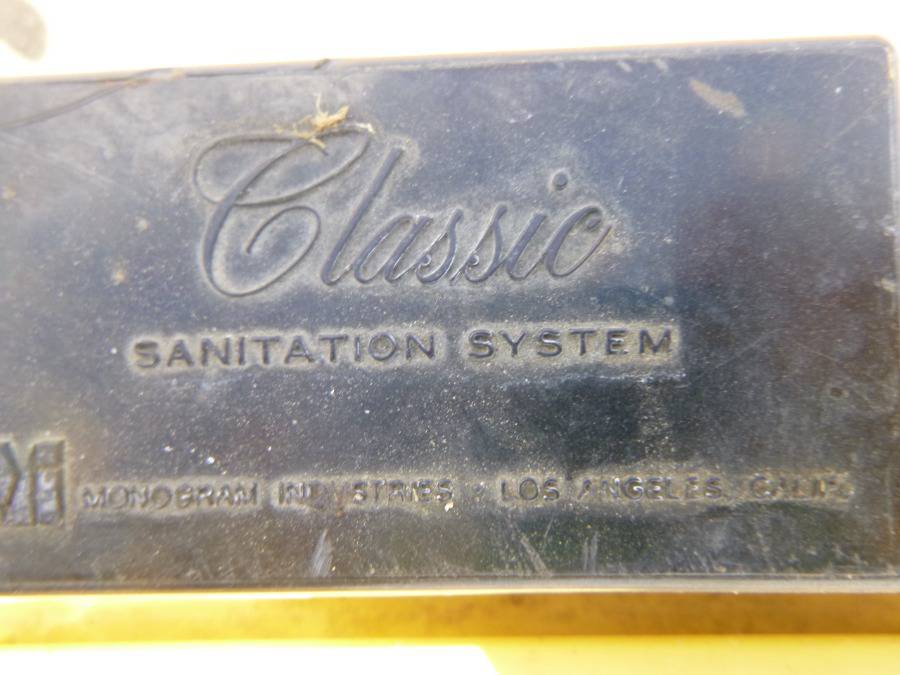 Classic
SANITATION SYSTEM
MONOGRAM INDUSTRIES LOS ANGELES, CALIF.